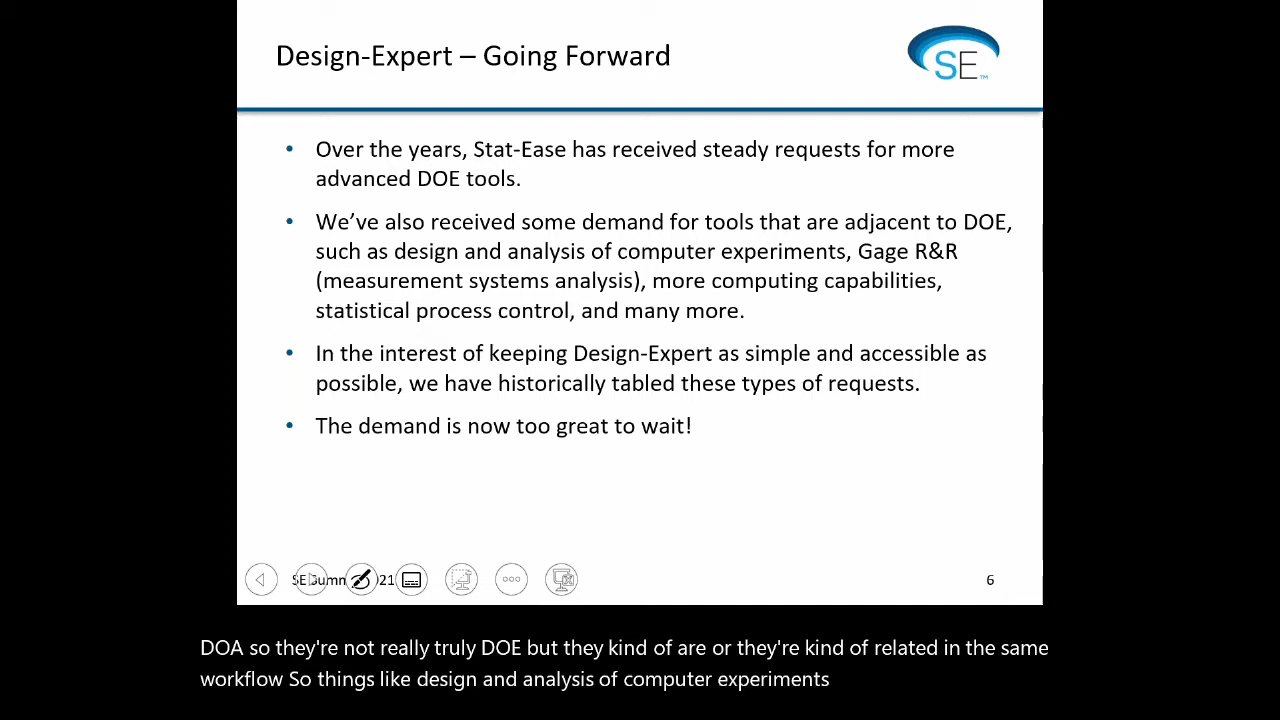 Design-Expert – Going Forward
SE™
• Over the years, Stat-Ease has received steady requests for more
advanced DOE tools.
• We’ve also received some demand for tools that are adjacent to DOE,
such as design and analysis of computer experiments, Gage R&R
(measurement systems analysis), more computing capabilities,
statistical process control, and many more.
• In the interest of keeping Design-Expert as simple and accessible as
possible, we have historically tabled these types of requests.
• The demand is now too great to wait!
SE 21
6
DOA so they're not really truly DOE but they kind of are or they're kind of related in the same
workflow So things like design and analysis of computer experiments